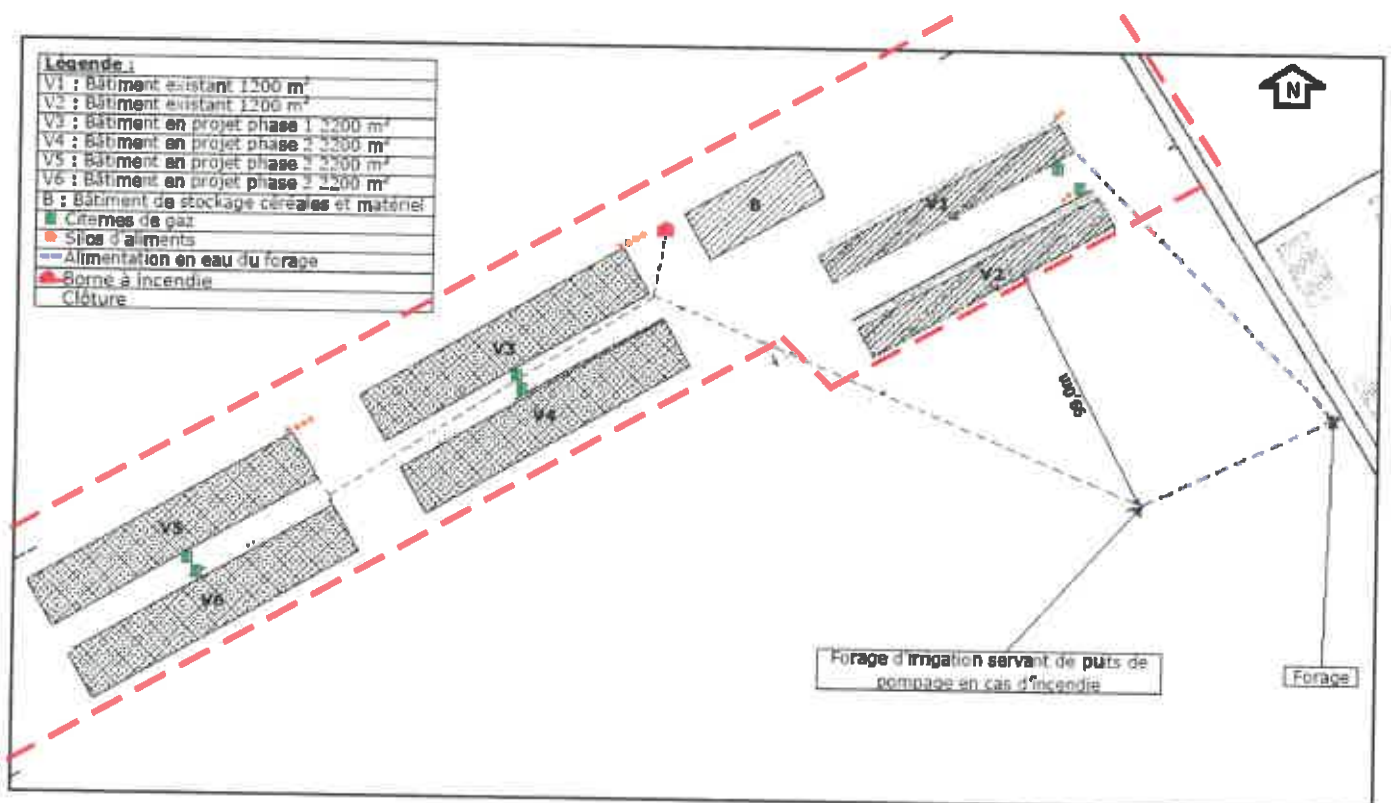 Légende :
V1 : Bâtiment existant 1200 m²
V2 : Bâtiment existant 1200 m²
V3 : Bâtiment en projet phase 1 2200 m²
V4 : Bâtiment en projet phase 2 2200 m²
V5 : Bâtiment en projet phase 2 2200 m²
V6 : Bâtiment en projet phase 2 2200 m²
B : Bâtiment de stockage céréales et matériel
Citernes de gaz
Silos d'aliments
Alimentation en eau du forage
Borne à incendie
Clôture
N
B
V1
V2
V3
V4
V5
V6
Forage d'irrigation servant de puits de
pompage en cas d'incendie
Forage